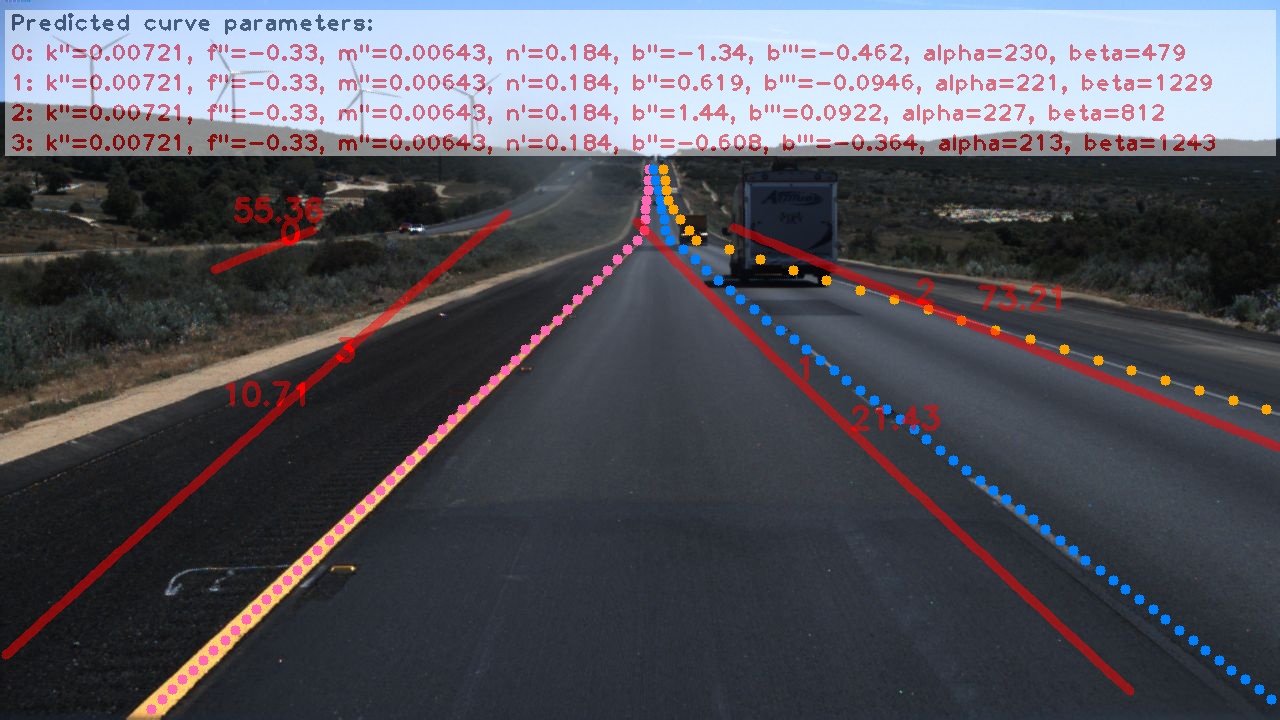 Predicted curve parameters:
0: k''=0.00721, f''=-0.33, m''=0.00643, n'=0.184, b''=-1.34, b'''=-0.462, alpha=230, beta=479
1: k''=0.00721, f''=-0.33, m''=0.00643, n'=0.184, b''=0.619, b'''=-0.0946, alpha=221, beta=1229
2: k''=0.00721, f''=-0.33, m''=0.00643, n'=0.184, b''=1.44, b'''=0.0922, alpha=227, beta=812
3: k''=0.00721, f''=-0.33, m''=0.00643, n'=0.184, b''=-0.608, b'''=-0.364, alpha=213, beta=1243
Attitude
55.36
0
2
73.21
3
1
10.71
21.43